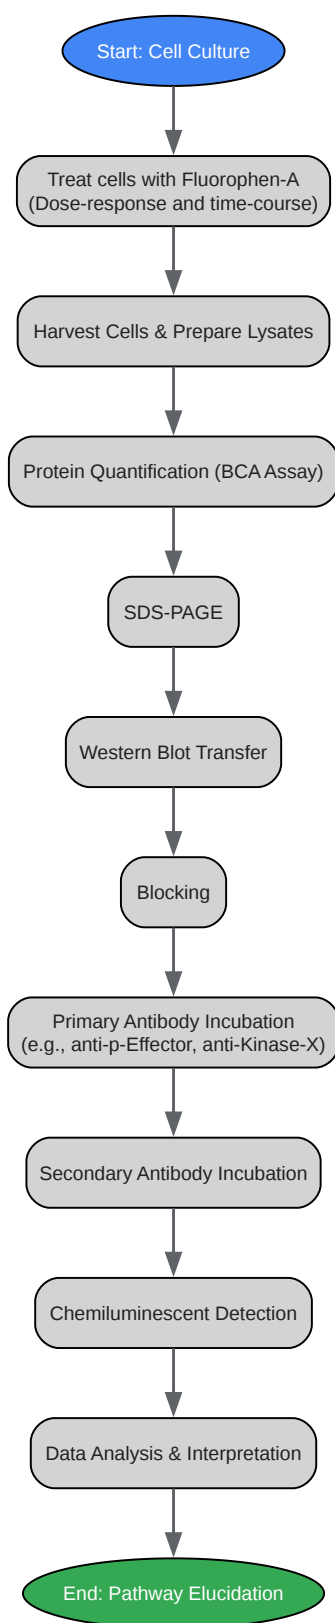 Start: Cell Culture
Treat cells with Fluorophen-A
(Dose-response and time-course)
Harvest Cells & Prepare Lysates
Protein Quantification (BCA Assay)
SDS-PAGE
Western Blot Transfer
Blocking
Primary Antibody Incubation
(e.g., anti-p-Effector, anti-Kinase-X)
Secondary Antibody Incubation
Chemiluminescent Detection
Data Analysis & Interpretation
End: Pathway Elucidation